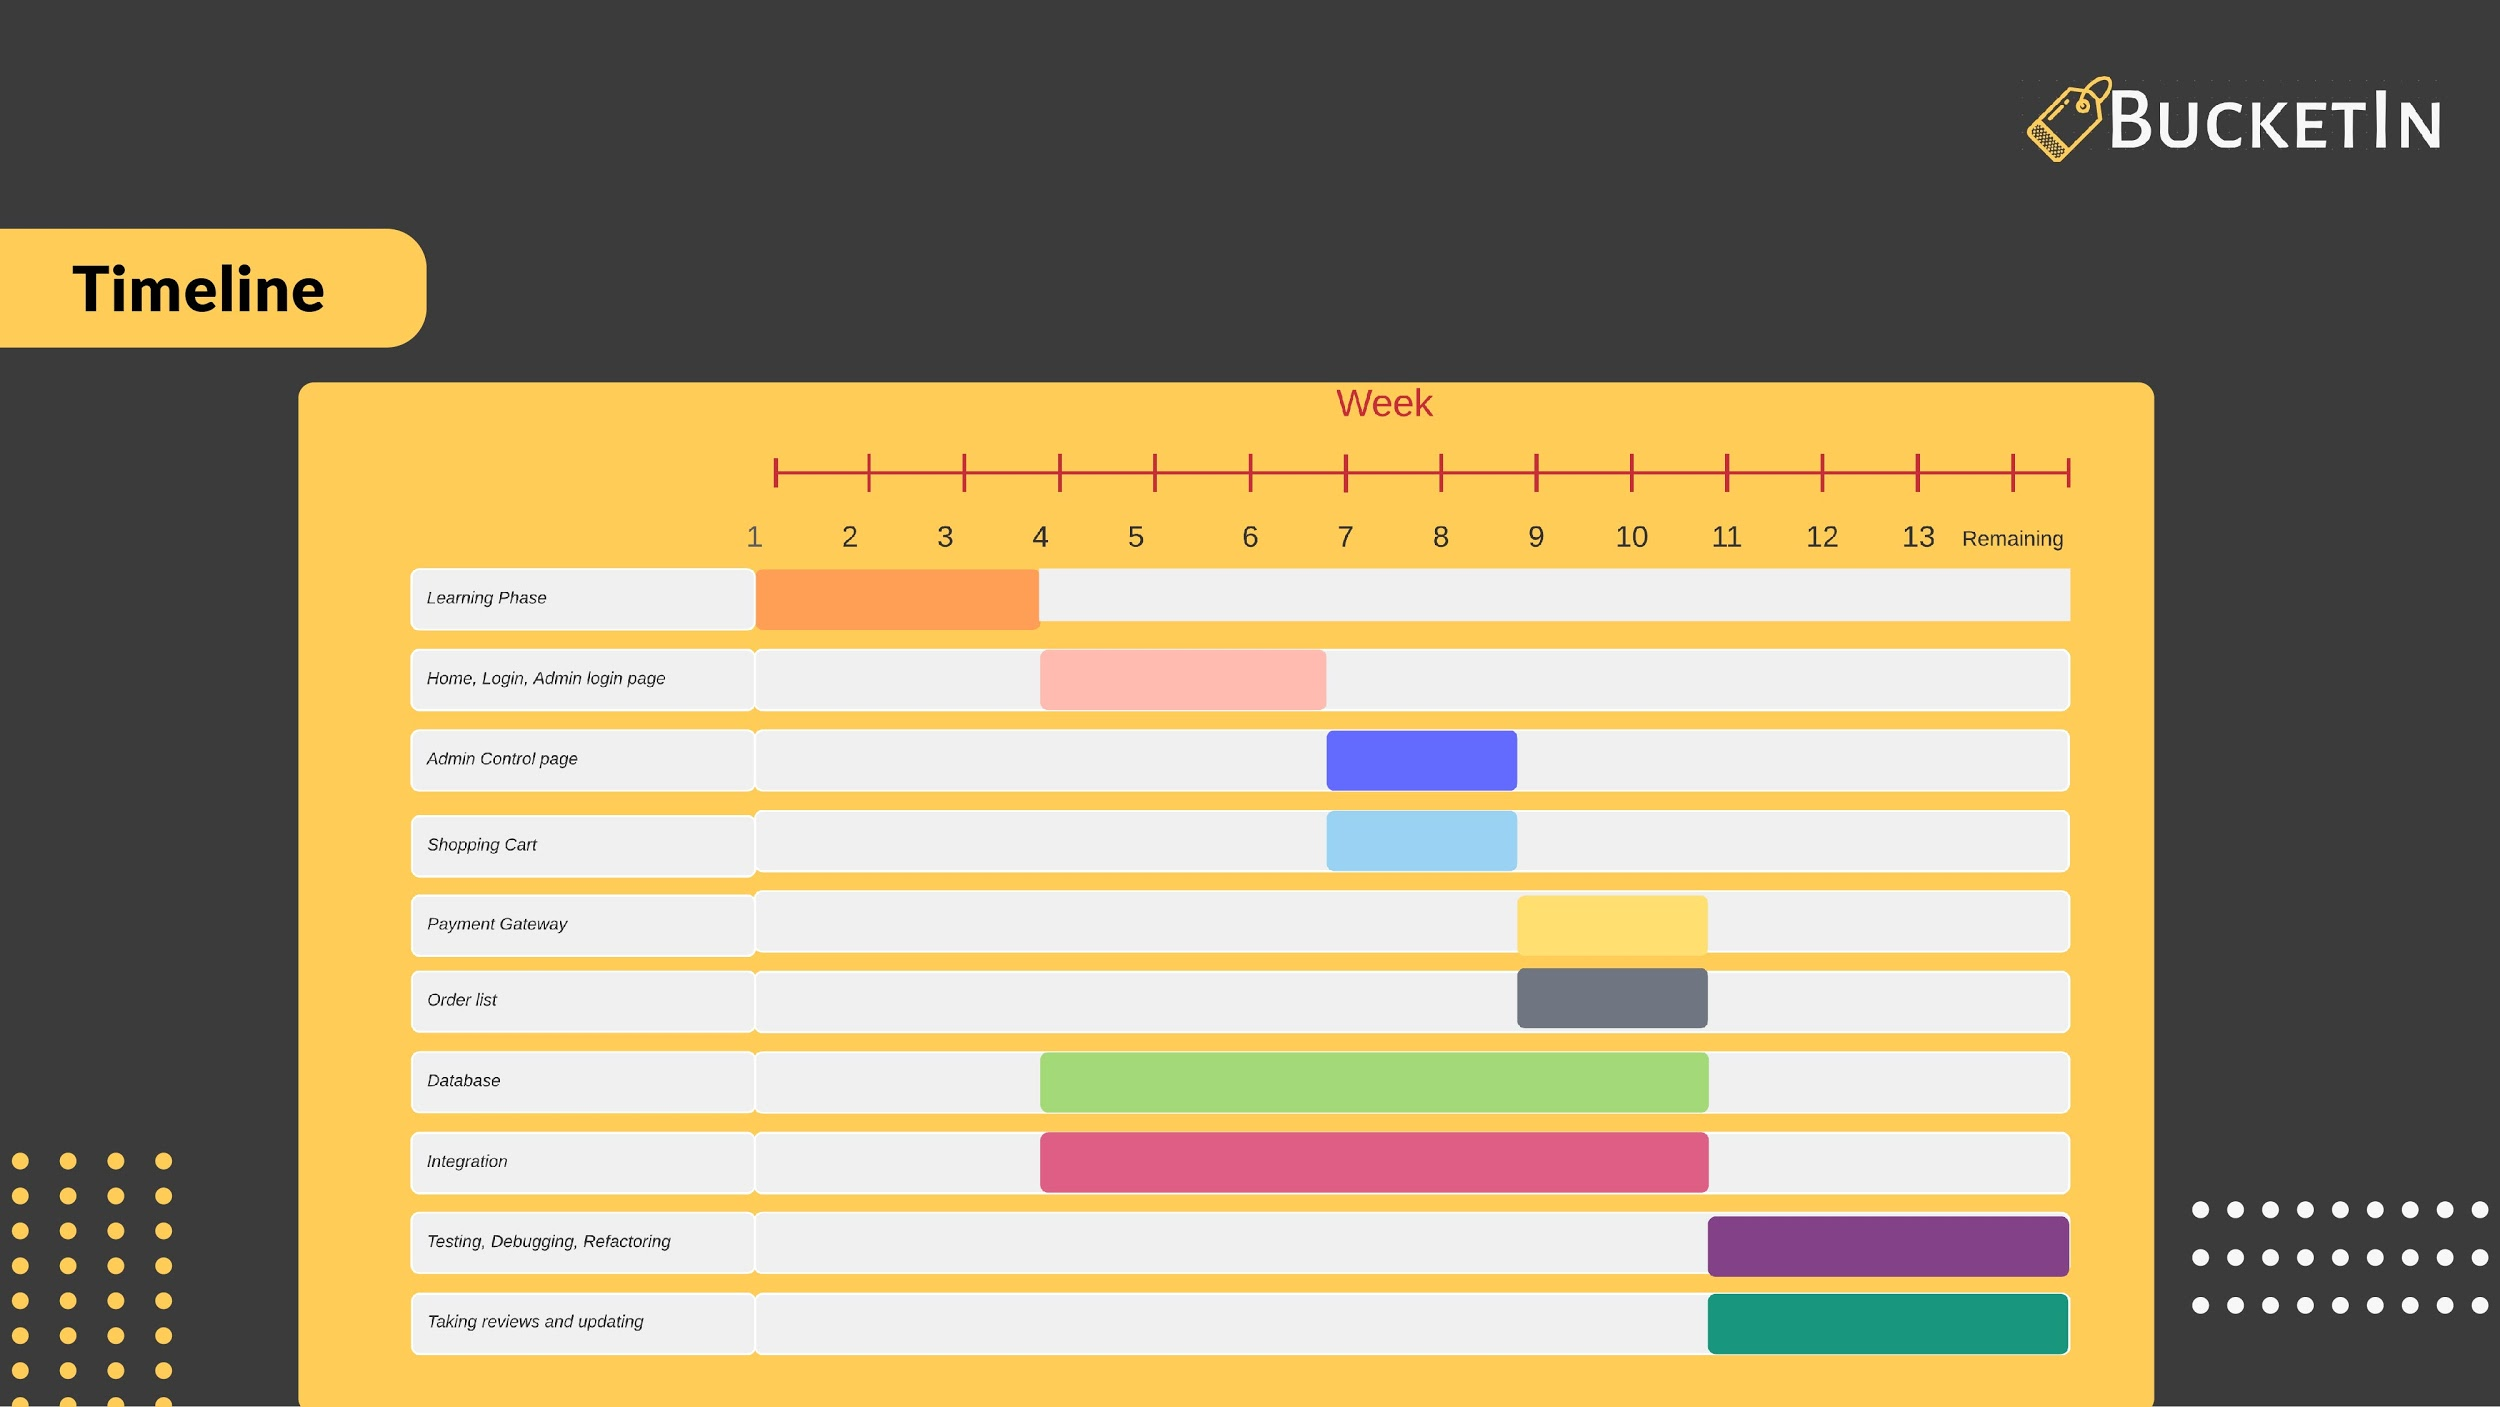 BUCKETIN
Timeline
Week
1 2 3 4 5 6 7 8 9 10 11 12 13 Remaining
Learning Phase
Home, Login, Admin login page
Admin Control page
Shopping Cart
Payment Gateway
Order list
Database
Integration
Testing, Debugging, Refactoring
Taking reviews and updating